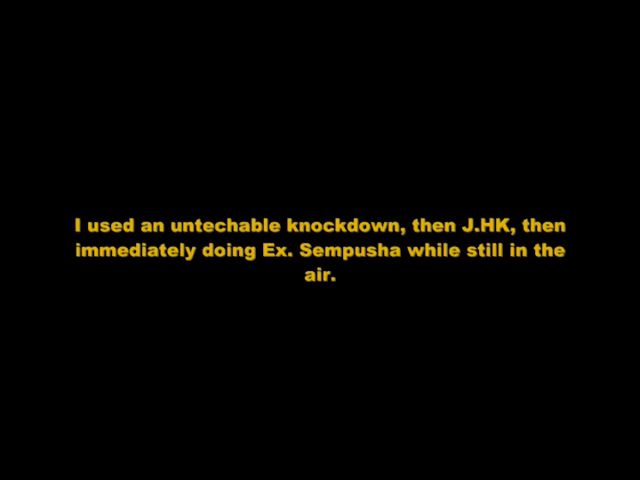 I used an untechable knockdown, then J.HK, then
immediately doing Ex. Sempusha while still in the
air.